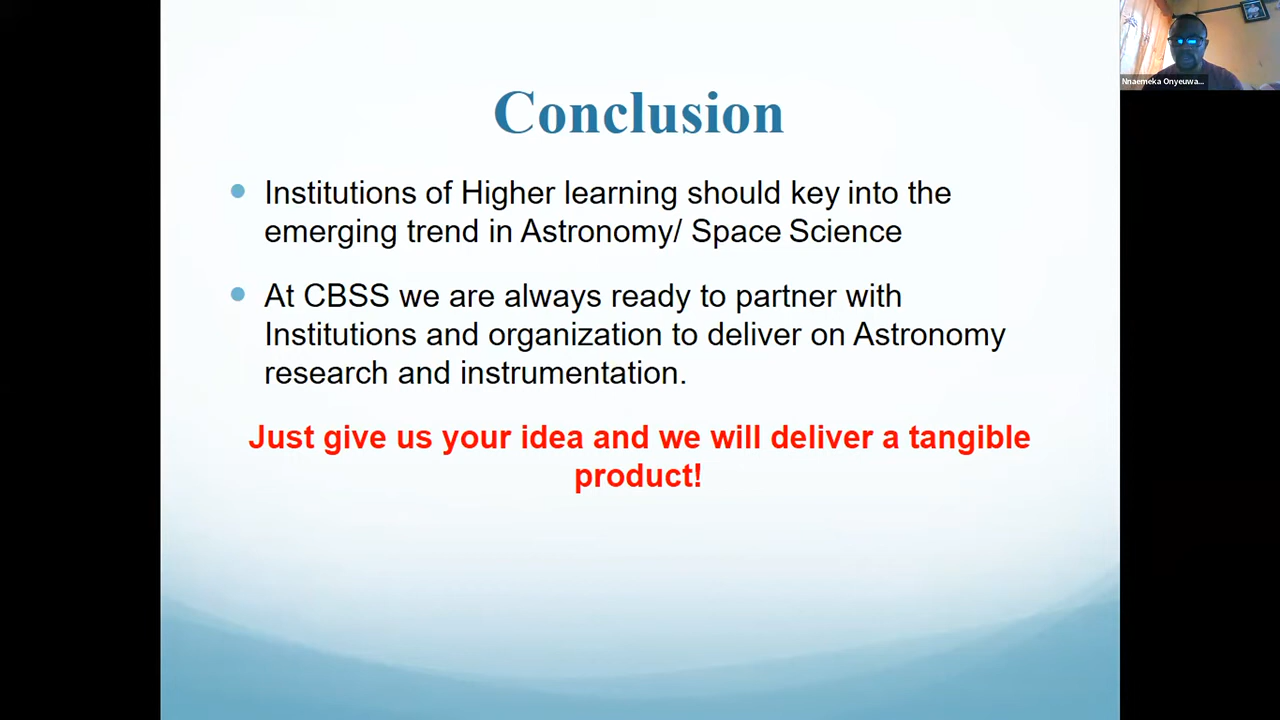 Conclusion
Institutions of Higher learning should key into the
emerging trend in Astronomy/ Space Science
At CBSS we are always ready to partner with
Institutions and organization to deliver on Astronomy
research and instrumentation.
Just give us your idea and we will deliver a tangible
product!
Nnaemeka Onyeuwa...